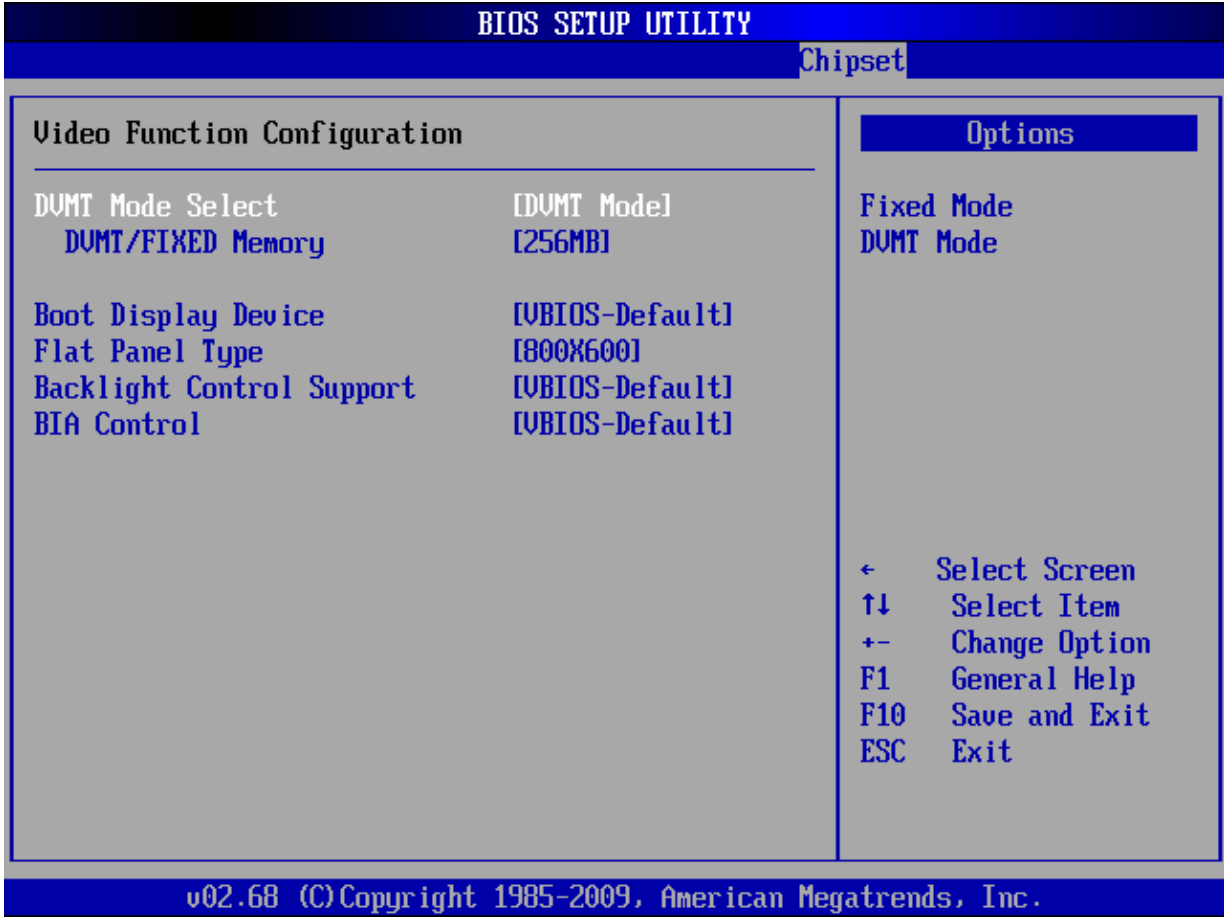 BIOS SETUP UTILITY
Chipset
Video Function Configuration
DVMT Mode Select [DVMT Mode]
DVMT/FIXED Memory [256MB]
Boot Display Device [VBIOS-Default]
Flat Panel Type [800X600]
Backlight Control Support [VBIOS-Default]
BIA Control [VBIOS-Default]
Options
Fixed Mode
DVMT Mode
← Select Screen
↑↓ Select Item
+- Change Option
F1 General Help
F10 Save and Exit
ESC Exit
v02.68 (C)Copyright 1985-2009, American Megatrends, Inc.